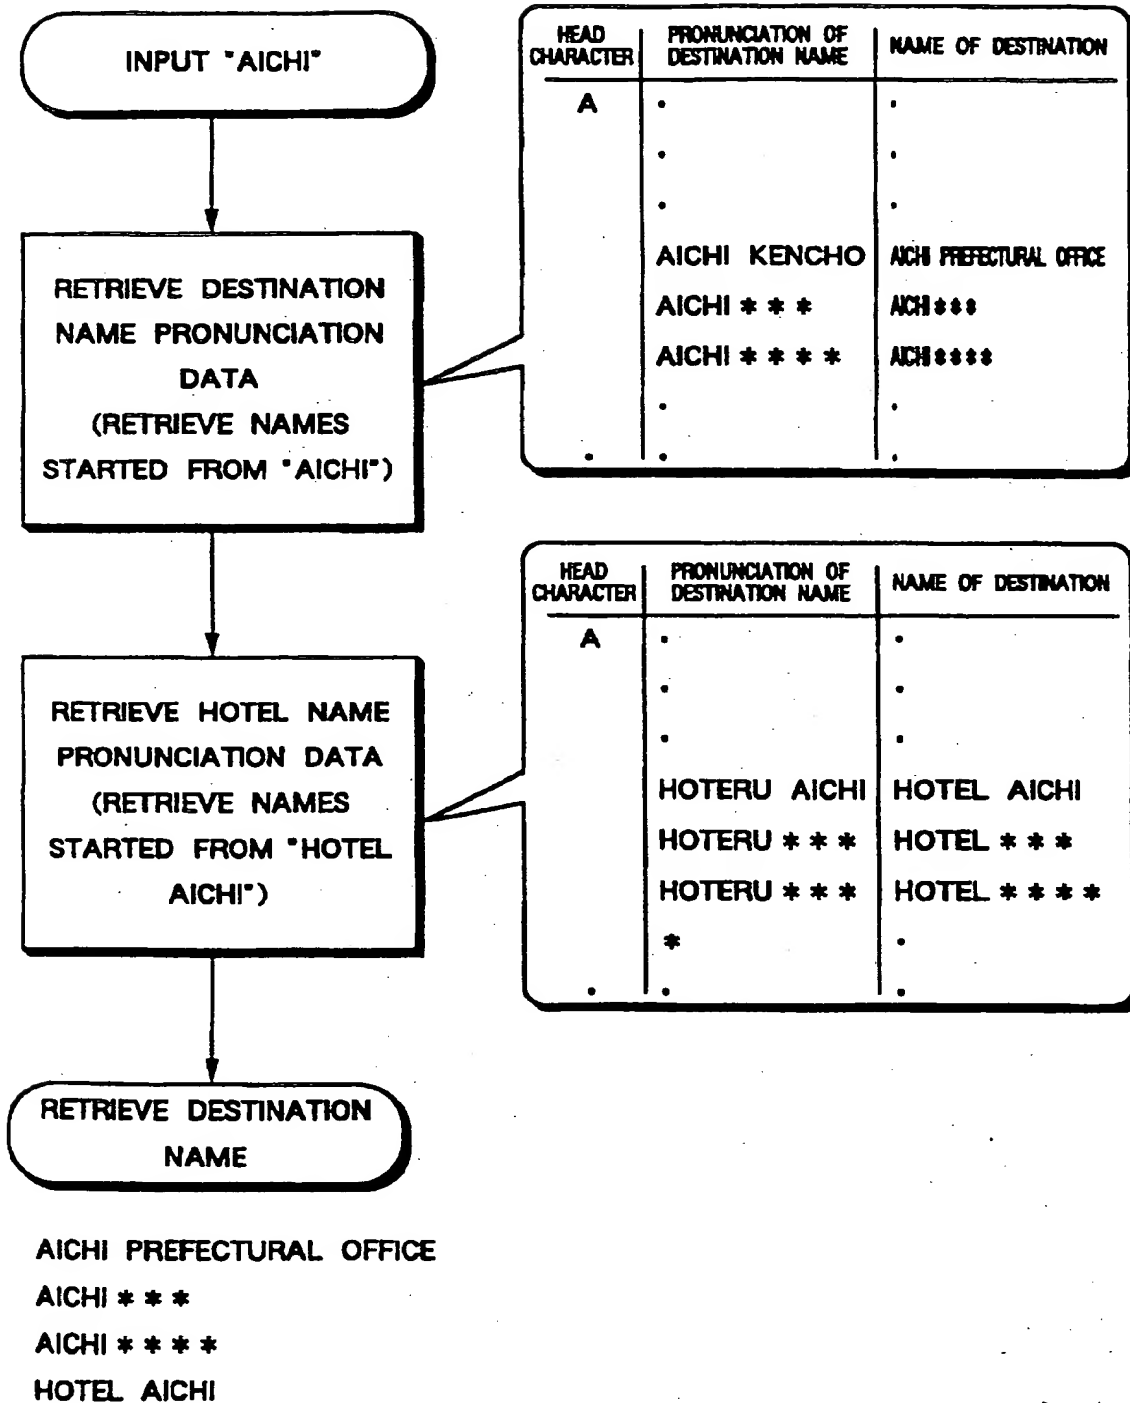 INPUT "AICHI"
RETRIEVE DESTINATION
NAME PRONUNCIATION
DATA
(RETRIEVE NAMES
STARTED FROM "AICHI")
HEAD CHARACTER | PRONUNCIATION OF DESTINATION NAME | NAME OF DESTINATION
A
AICHI KENCHO | AICHI PREFECTURAL OFFICE
AICHI * * * | AICHI * * *
AICHI * * * * | AICHI * * * *
RETRIEVE HOTEL NAME
PRONUNCIATION DATA
(RETRIEVE NAMES
STARTED FROM "HOTEL
AICHI")
HEAD CHARACTER | PRONUNCIATION OF DESTINATION NAME | NAME OF DESTINATION
A
HOTERU AICHI | HOTEL AICHI
HOTERU * * * | HOTEL * * *
HOTERU * * * | HOTEL * * * *
*
RETRIEVE DESTINATION
NAME
AICHI PREFECTURAL OFFICE
AICHI * * *
AICHI * * * *
HOTEL AICHI